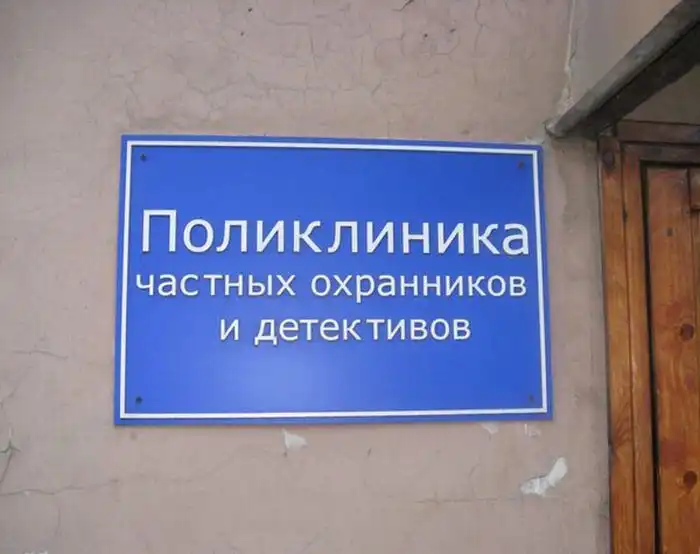 Поликлиника
частных охранников
и детективов